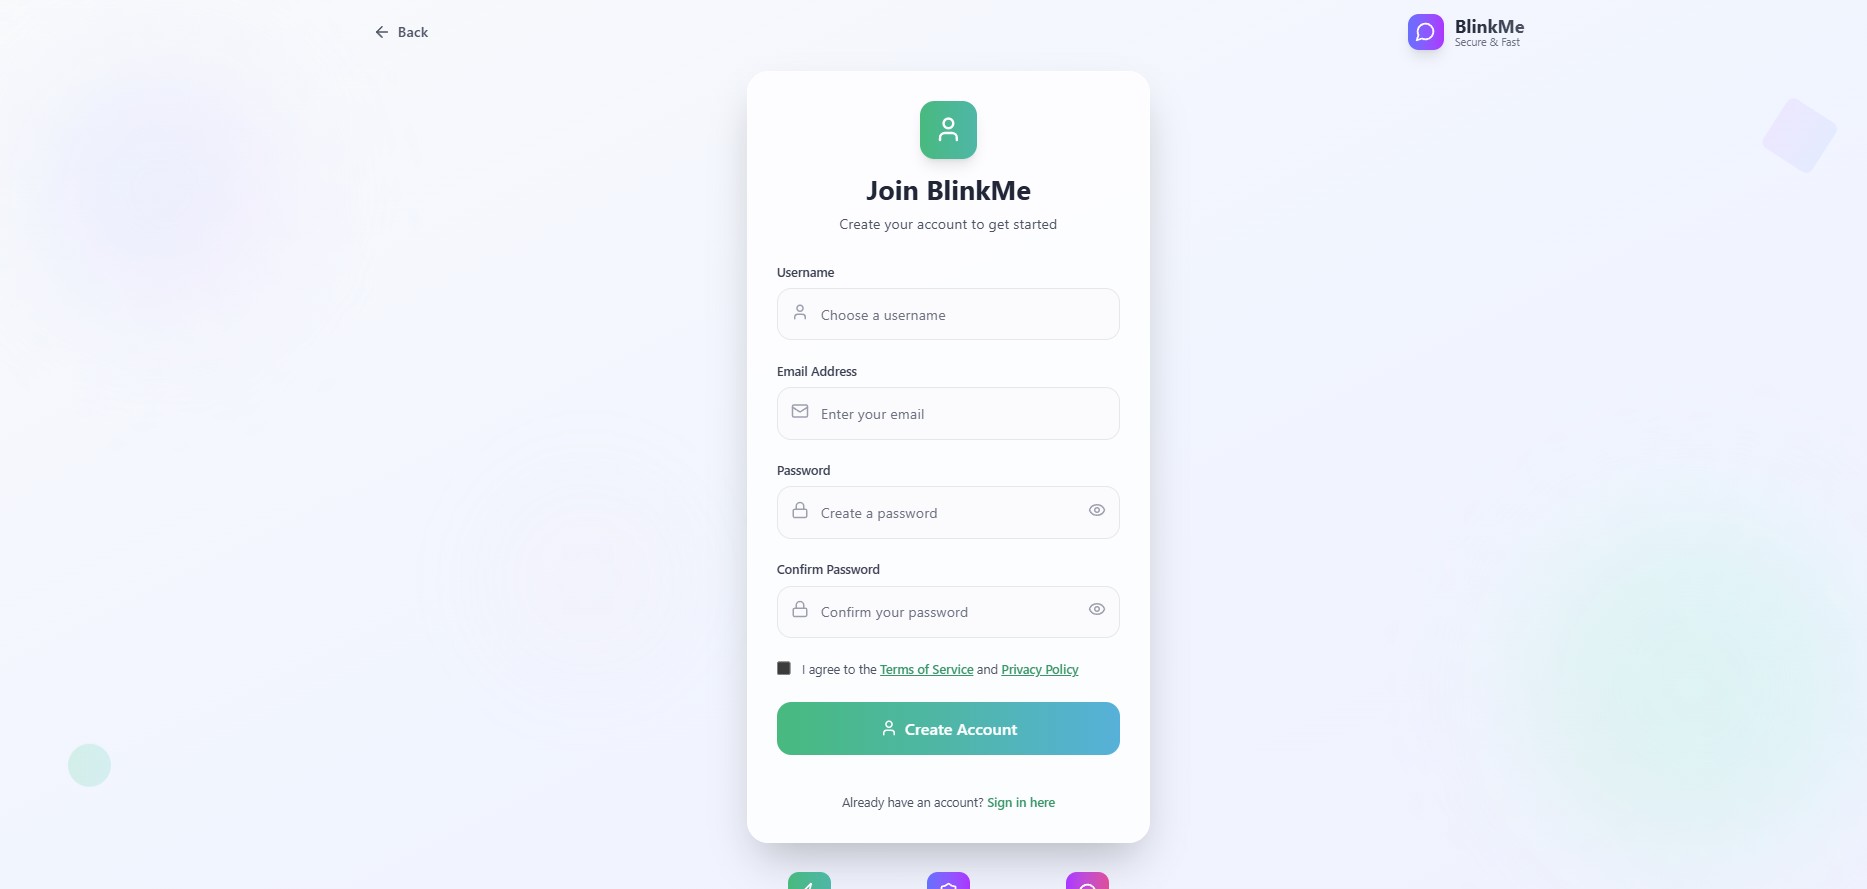 Back
BlinkMe
Secure & Fast
Join BlinkMe
Create your account to get started
Username
Choose a username
Email Address
Enter your email
Password
Create a password
Confirm Password
Confirm your password
I agree to the Terms of Service and Privacy Policy
Create Account
Already have an account? Sign in here